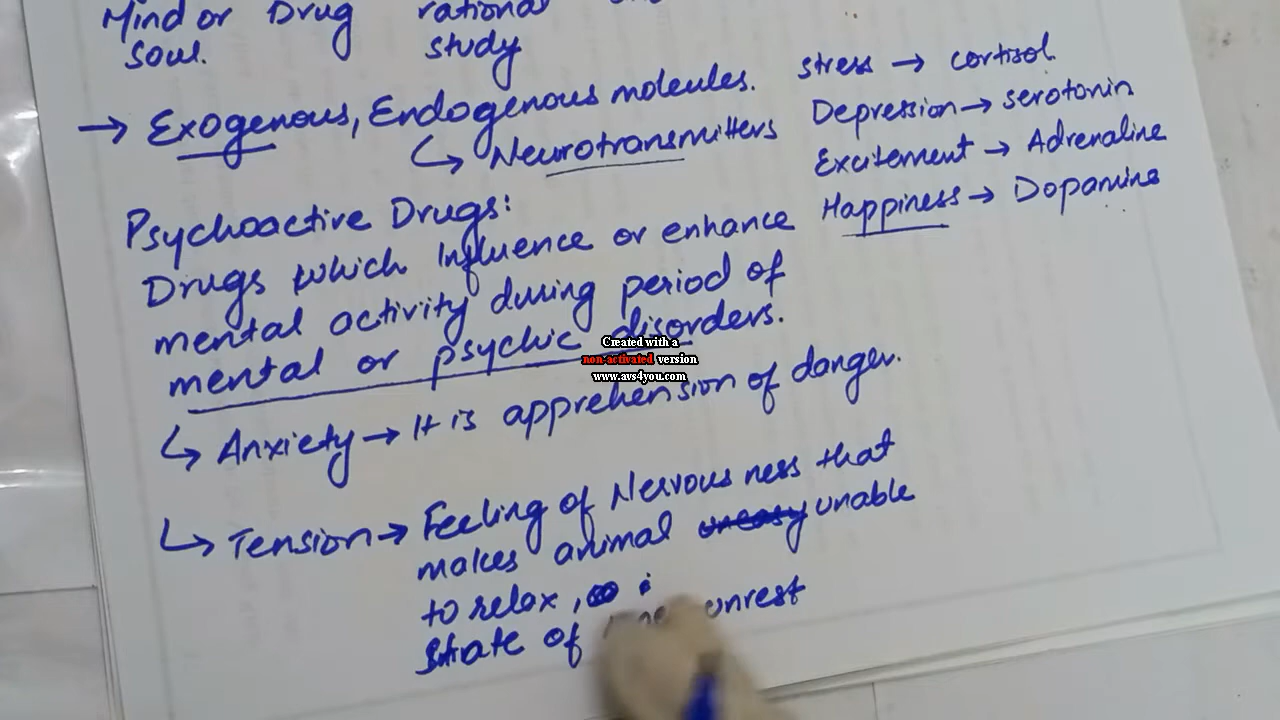 Mind or Drug rational
soul. study
→ Exogenous, Endogenous molecules.
↳ Neurotransmitters
stress → cortisol
Depression → serotonin
Excitement → Adrenaline
Happiness → Dopamine
Psychoactive Drugs:
Drugs which influence or enhance
mental activity during period of
mental or psychic disorders.
Created with a
non-activated version
www.avs4you.com
↳ Anxiety → It is apprehension of danger.
↳ Tension → Feeling of Nervous ness that
makes animal uneasy unable
to relax,
State of unrest